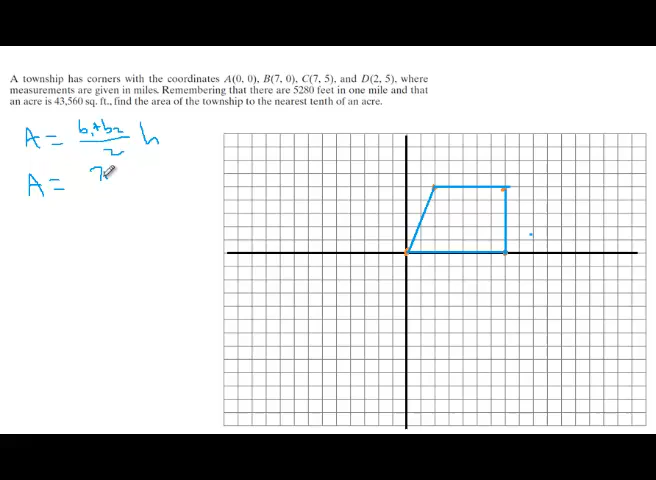 A township has corners with the coordinates A(0, 0), B(7, 0), C(7, 5), and D(2, 5), where
measurements are given in miles. Remembering that there are 5280 feet in one mile and that
an acre is 43,560 sq. ft., find the area of the township to the nearest tenth of an acre.
A = b₁+b₂/2 h
A = 7